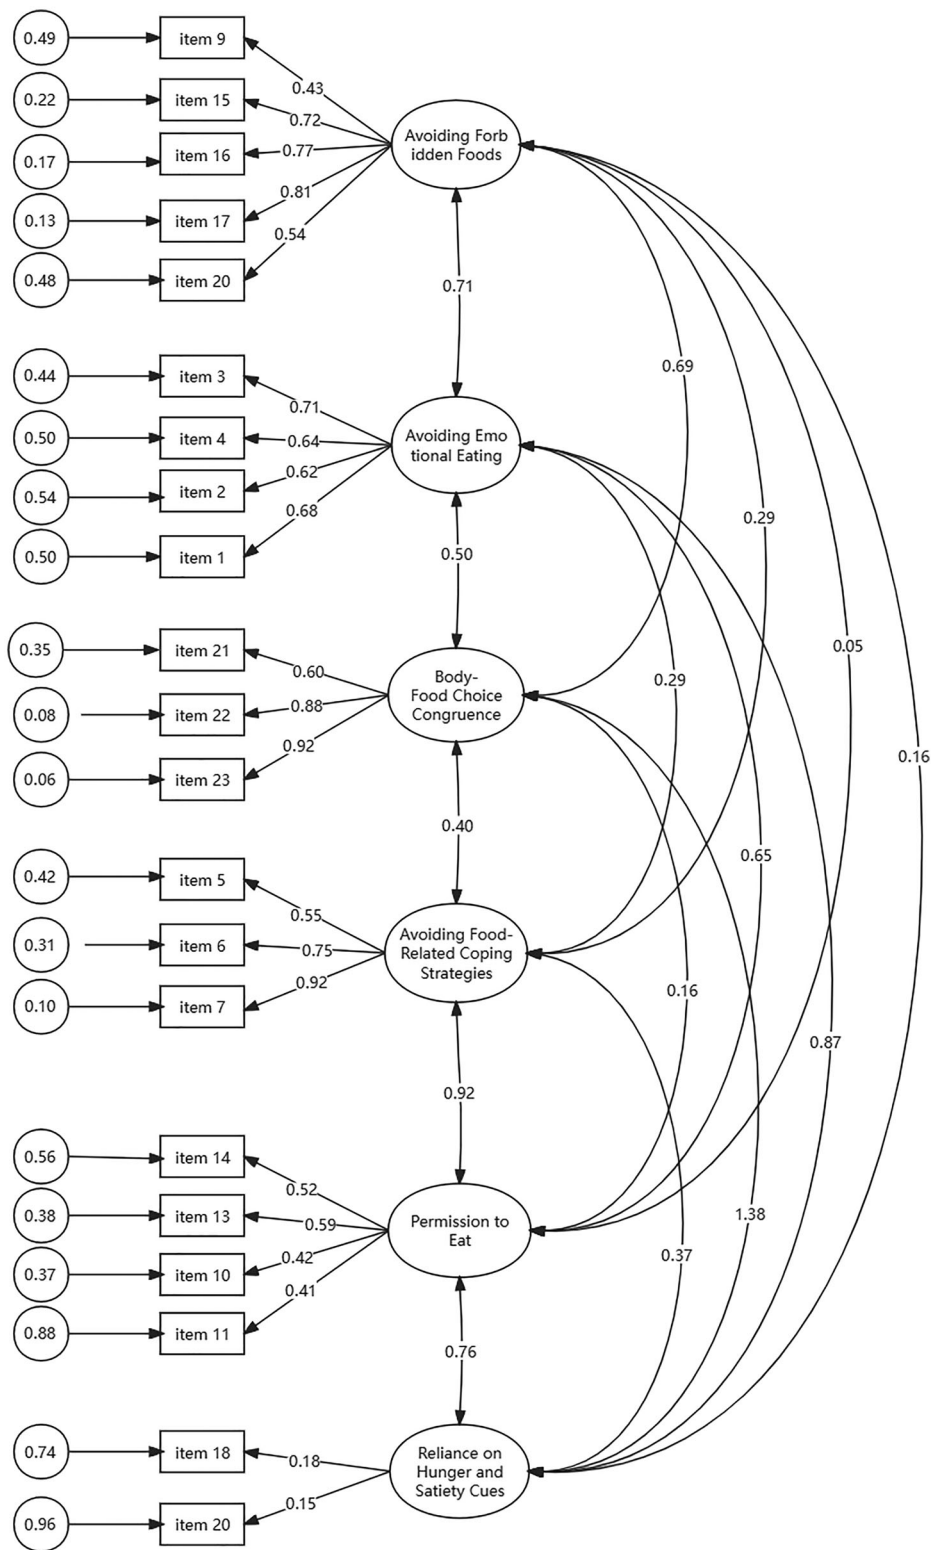 0.49
item 9
0.43
0.22
item 15
0.72
0.17
item 16
0.77
0.13
item 17
0.81
0.48
item 20
0.54
Avoiding Forb
idden Foods
0.71
0.69
0.29
0.05
0.16
0.44
item 3
0.71
0.50
item 4
0.64
0.54
item 2
0.62
0.50
item 1
0.68
Avoiding Emo
tional Eating
0.50
0.29
0.65
0.87
0.35
item 21
0.60
0.08
item 22
0.88
0.06
item 23
0.92
Body-
Food Choice
Congruence
0.40
0.16
1.38
0.42
item 5
0.55
0.31
item 6
0.75
0.10
item 7
0.92
Avoiding Food-
Related Coping
Strategies
0.92
0.37
0.56
item 14
0.52
0.38
item 13
0.59
0.37
item 10
0.42
0.88
item 11
0.41
Permission to
Eat
0.76
0.74
item 18
0.18
0.96
item 20
0.15
Reliance on
Hunger and
Satiety Cues